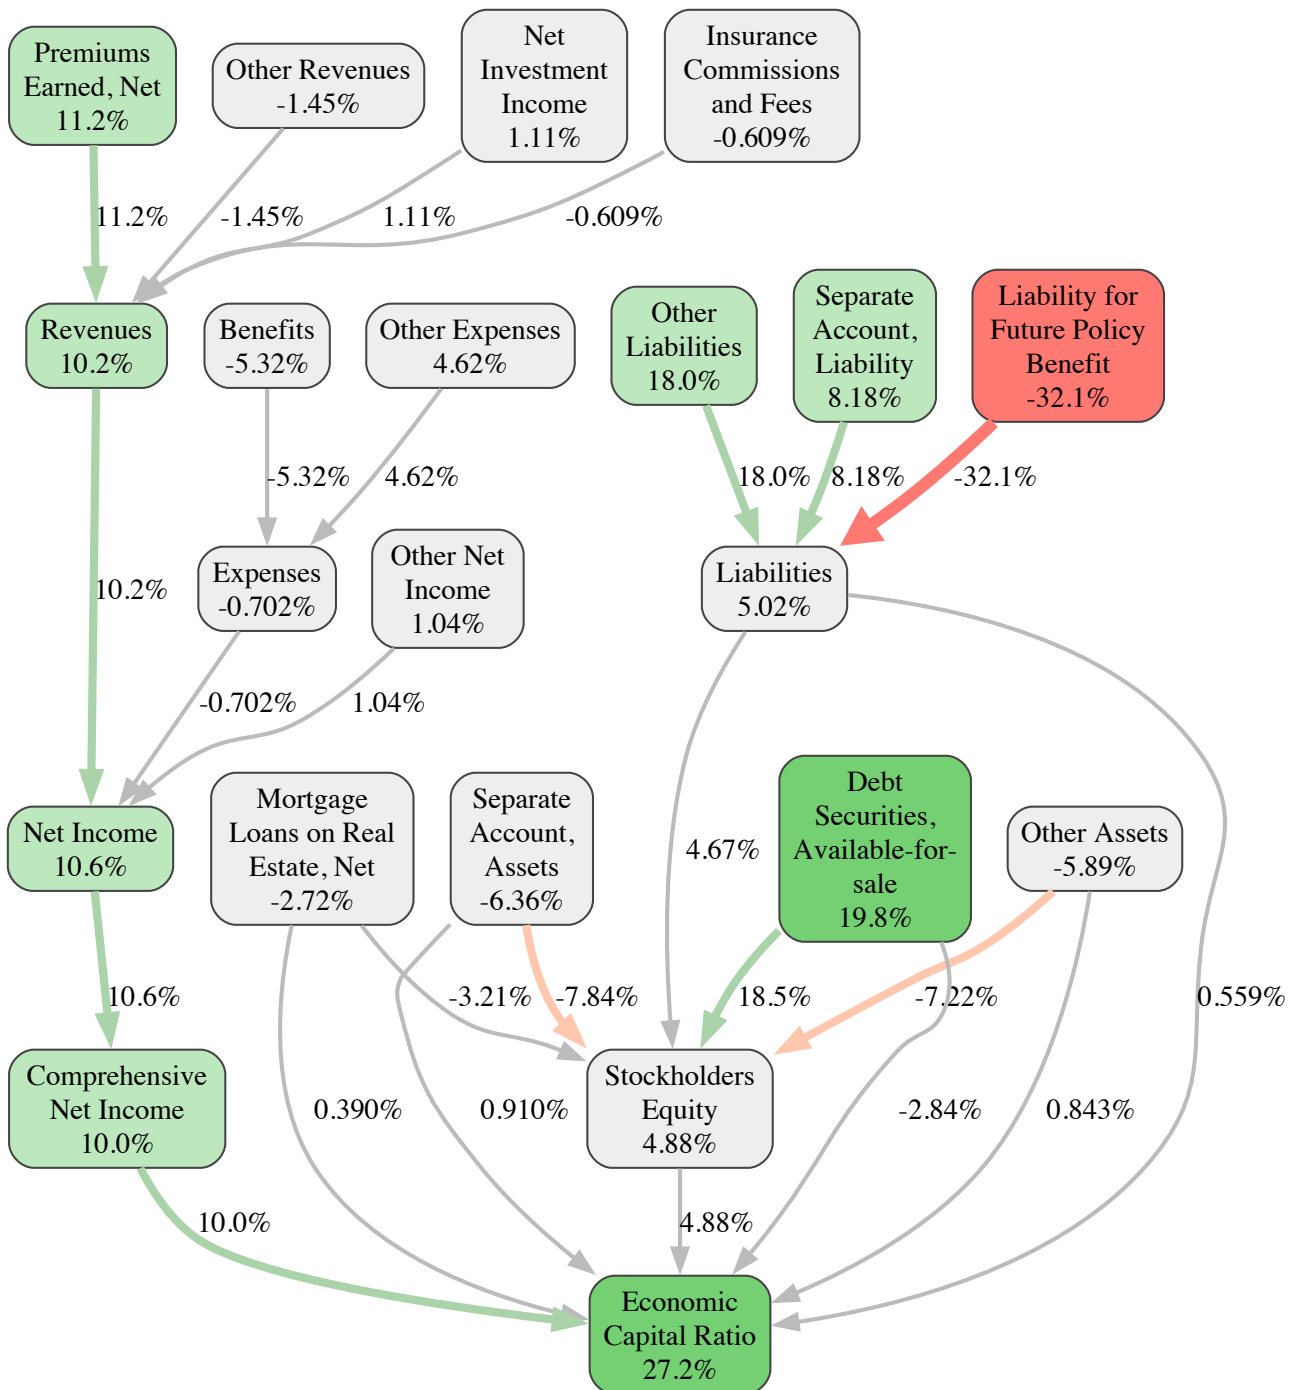 Premiums
Earned, Net
11.2%
Other Revenues
-1.45%
Net
Investment
Income
1.11%
Insurance
Commissions
and Fees
-0.609%
11.2%
-1.45%
1.11%
-0.609%
Revenues
10.2%
Benefits
-5.32%
Other Expenses
4.62%
Other
Liabilities
18.0%
Separate
Account,
Liability
8.18%
Liability for
Future Policy
Benefit
-32.1%
-5.32%
4.62%
18.0%
8.18%
-32.1%
10.2%
Expenses
-0.702%
Other Net
Income
1.04%
Liabilities
5.02%
-0.702%
1.04%
Net Income
10.6%
Mortgage
Loans on Real
Estate, Net
-2.72%
Separate
Account,
Assets
-6.36%
4.67%
Debt
Securities,
Available-for-
sale
19.8%
Other Assets
-5.89%
10.6%
-3.21%
-7.84%
18.5%
-7.22%
0.559%
Comprehensive
Net Income
10.0%
0.390%
0.910%
Stockholders
Equity
4.88%
-2.84%
0.843%
10.0%
4.88%
Economic
Capital Ratio
27.2%